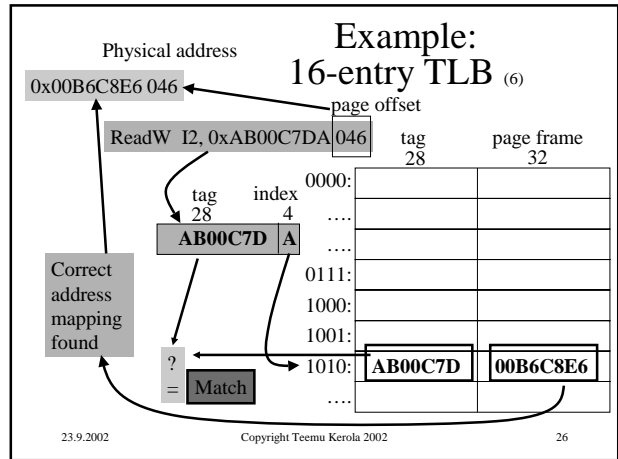 Example:
16-entry TLB (6)
Physical address
0x00B6C8E6 046
page offset
ReadW I2, 0xAB00C7DA 046
tag
28
page frame
32
tag
28
index
4
AB00C7D A
0000:
....
....
0111:
1000:
1001:
1010: AB00C7D 00B6C8E6
....
Correct
address
mapping
found
?
=
Match
23.9.2002 Copyright Teemu Kerola 2002 26